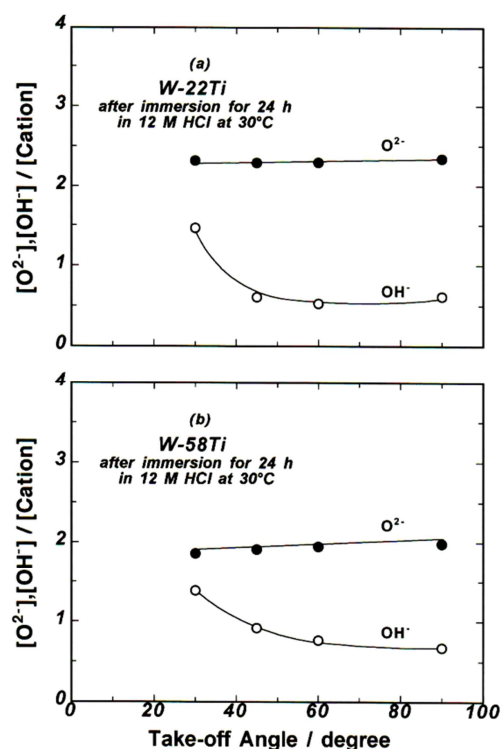 4
(a)
W-22Ti
after immersion for 24 h
in 12 M HCl at 30°C
3
O²⁻
2
1
OH⁻
0
[O²⁻],[OH⁻] / [Cation]
4
(b)
W-58Ti
after immersion for 24 h
in 12 M HCl at 30°C
3
O²⁻
2
1
OH⁻
0
[O²⁻],[OH⁻] / [Cation]
0 20 40 60 80 100
Take-off Angle / degree